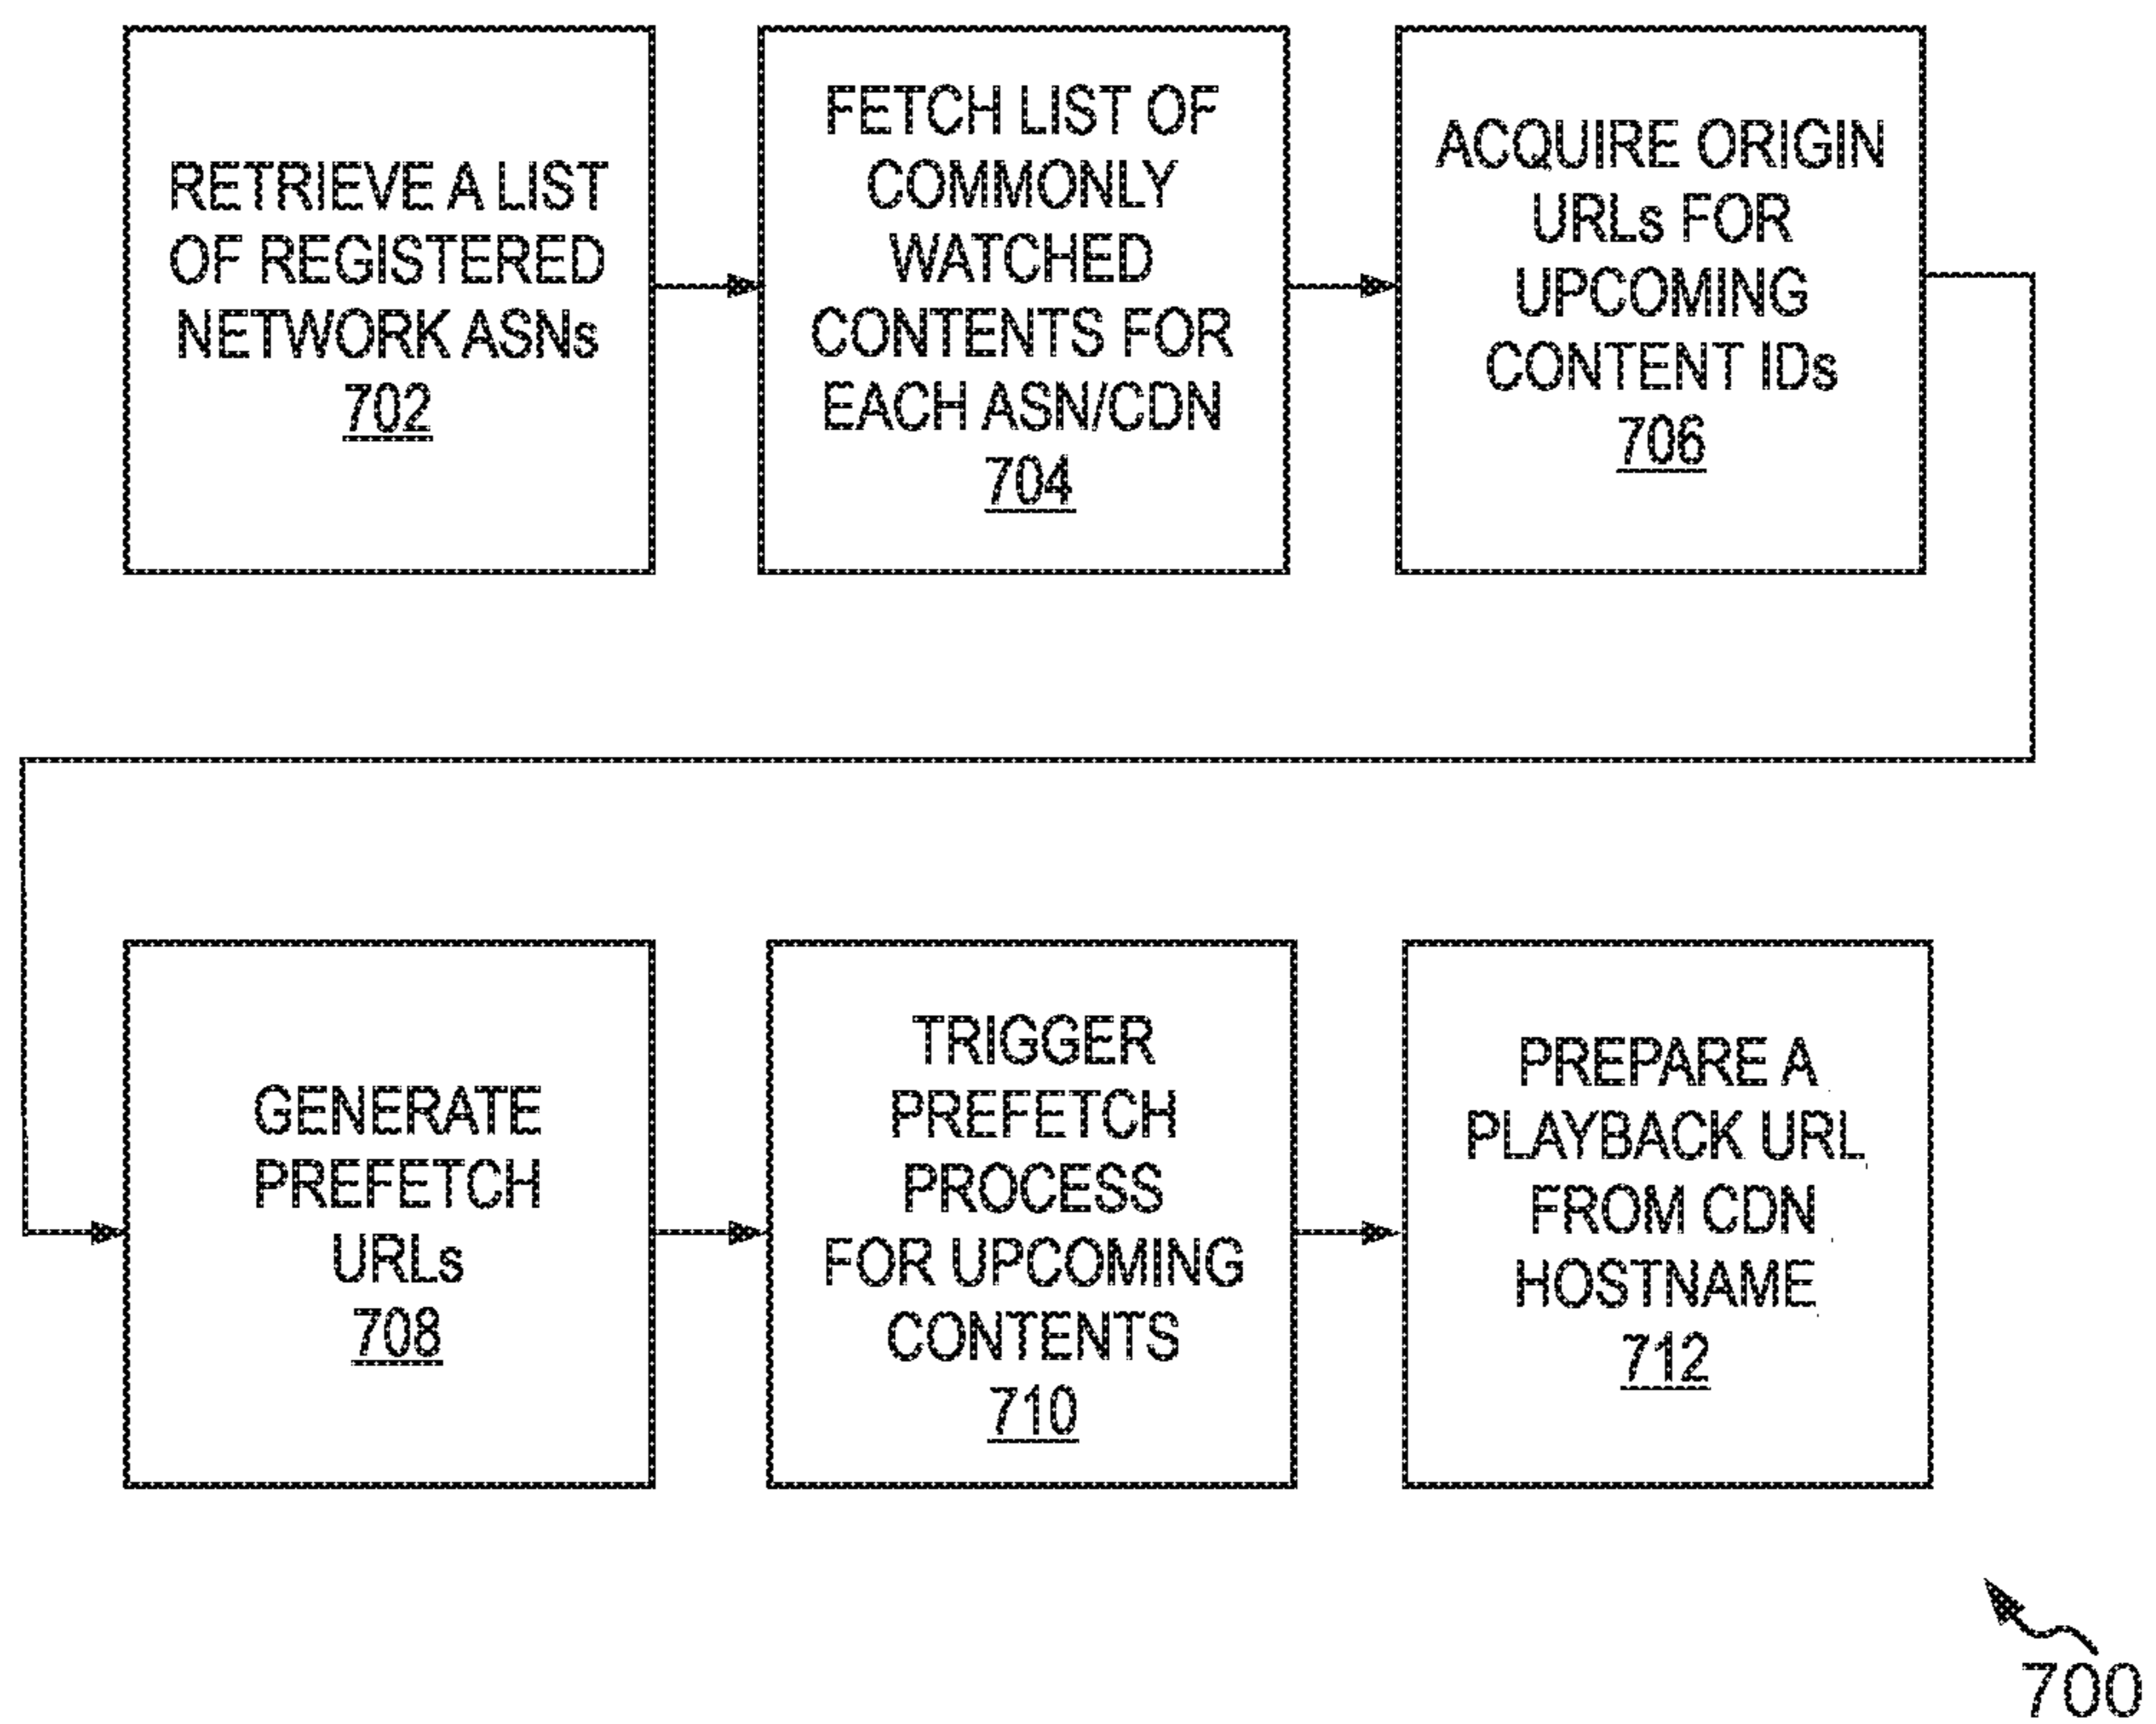 RETRIEVE A LIST
OF REGISTERED
NETWORK ASNs
702
FETCH LIST OF
COMMONLY
WATCHED
CONTENTS FOR
EACH ASN/CDN
704
ACQUIRE ORIGIN
URLs FOR
UPCOMING
CONTENT IDs
706
GENERATE
PREFETCH
URLs
708
TRIGGER
PREFETCH
PROCESS
FOR UPCOMING
CONTENTS
710
PREPARE A
PLAYBACK URL
FROM CDN
HOSTNAME
712
700